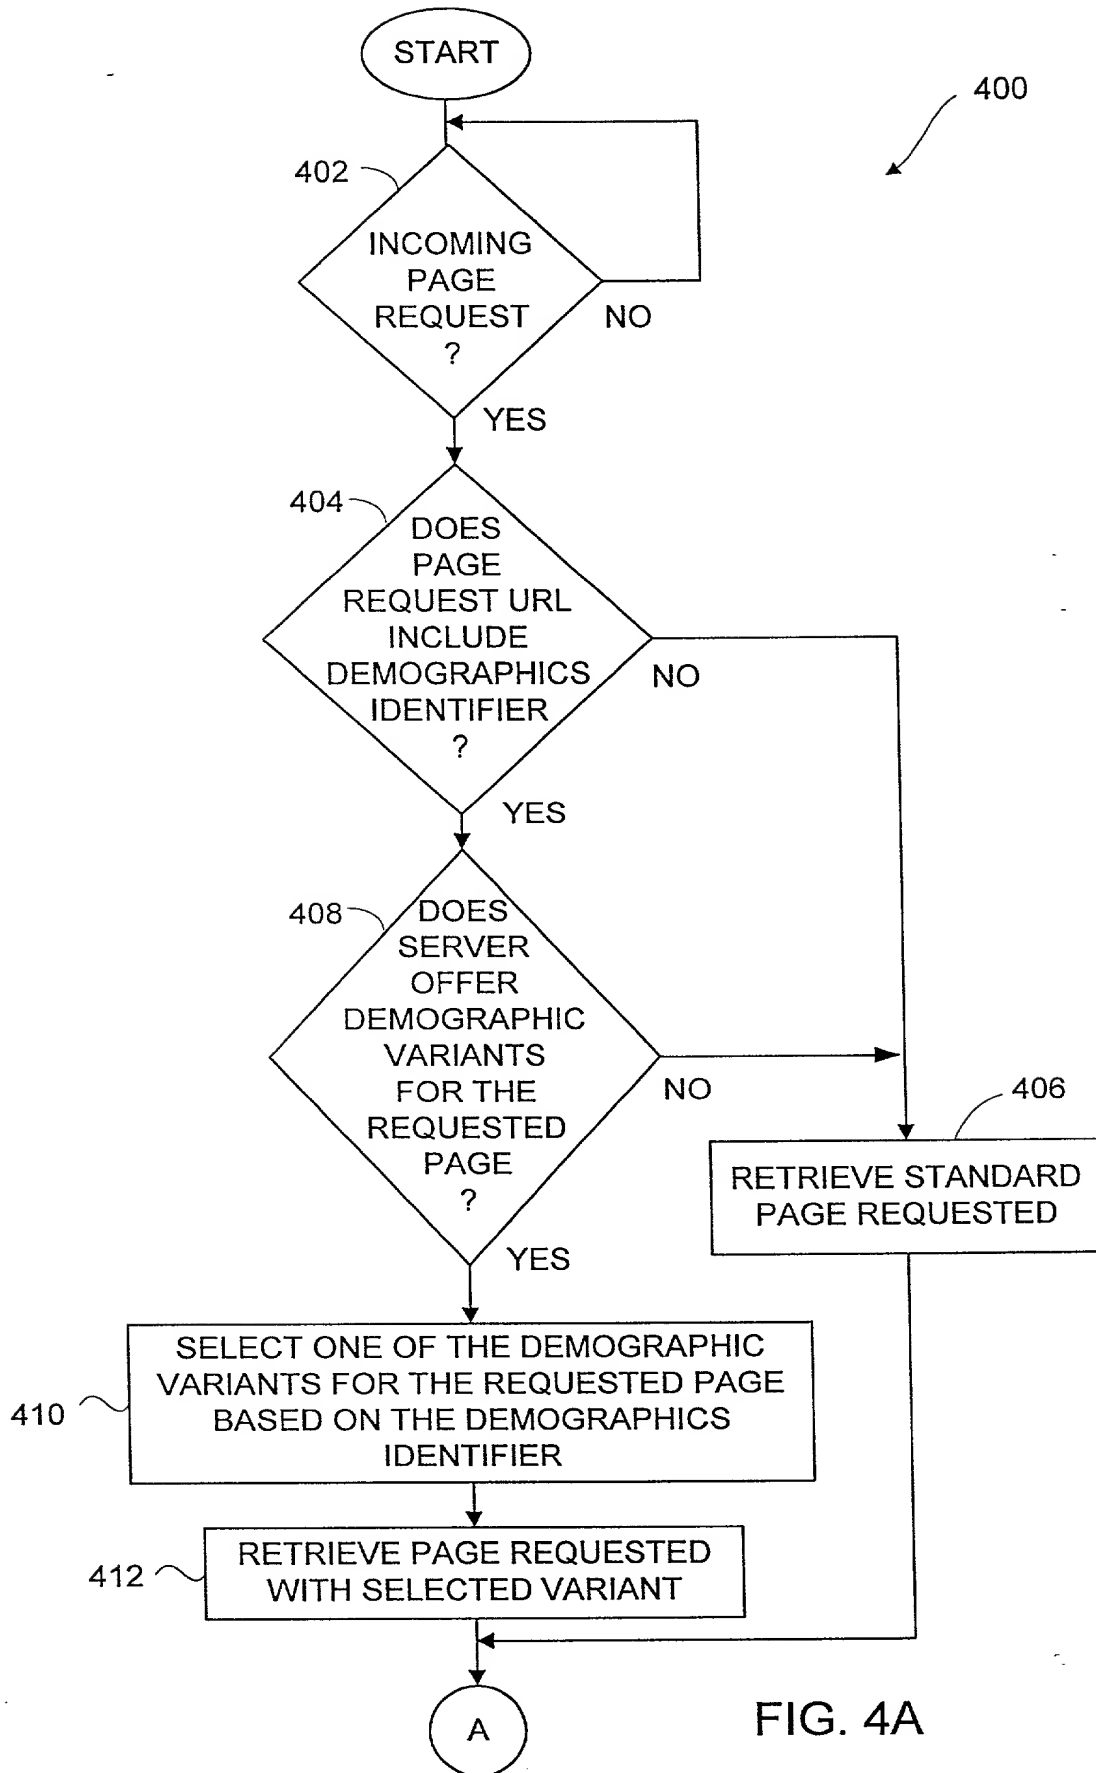 START
400
402
INCOMING
PAGE
REQUEST
?
NO
YES
404
DOES
PAGE
REQUEST URL
INCLUDE
DEMOGRAPHICS
IDENTIFIER
?
NO
YES
408
DOES
SERVER
OFFER
DEMOGRAPHIC
VARIANTS
FOR THE
REQUESTED
PAGE
?
NO
YES
406
RETRIEVE STANDARD
PAGE REQUESTED
410
SELECT ONE OF THE DEMOGRAPHIC
VARIANTS FOR THE REQUESTED PAGE
BASED ON THE DEMOGRAPHICS
IDENTIFIER
412
RETRIEVE PAGE REQUESTED
WITH SELECTED VARIANT
A
FIG. 4A